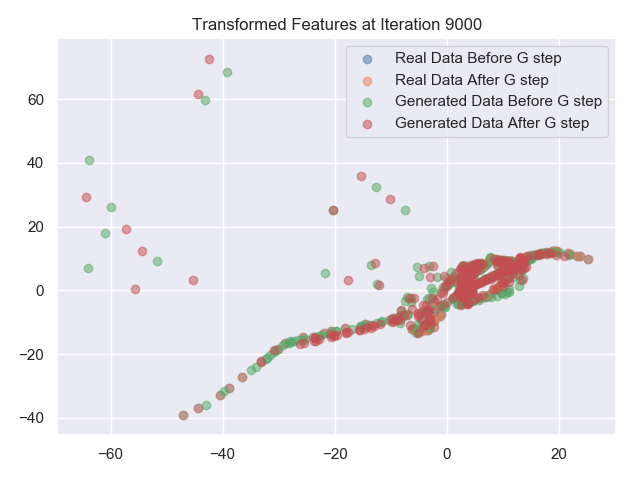 Transformed Features at Iteration 9000
Real Data Before G step
Real Data After G step
Generated Data Before G step
Generated Data After G step
60
40
20
0
−20
−40
−60
−40
−20
0
20